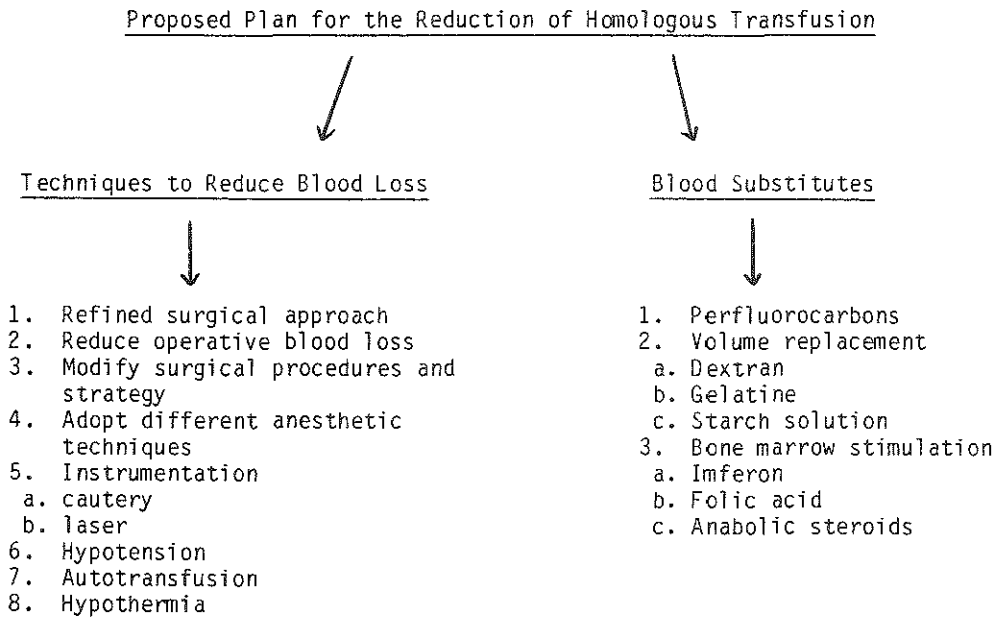 Proposed Plan for the Reduction of Homologous Transfusion
Techniques to Reduce Blood Loss
1. Refined surgical approach
2. Reduce operative blood loss
3. Modify surgical procedures and
strategy
4. Adopt different anesthetic
techniques
5. Instrumentation
a. cautery
b. laser
6. Hypotension
7. Autotransfusion
8. Hypothermia
Blood Substitutes
1. Perfluorocarbons
2. Volume replacement
a. Dextran
b. Gelatine
c. Starch solution
3. Bone marrow stimulation
a. Imferon
b. Folic acid
c. Anabolic steroids